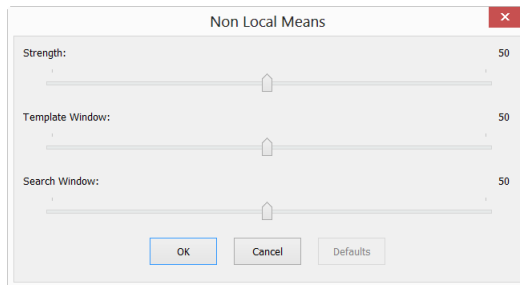 Non Local Means
Strength: 50
Template Window: 50
Search Window: 50
OK Cancel Defaults